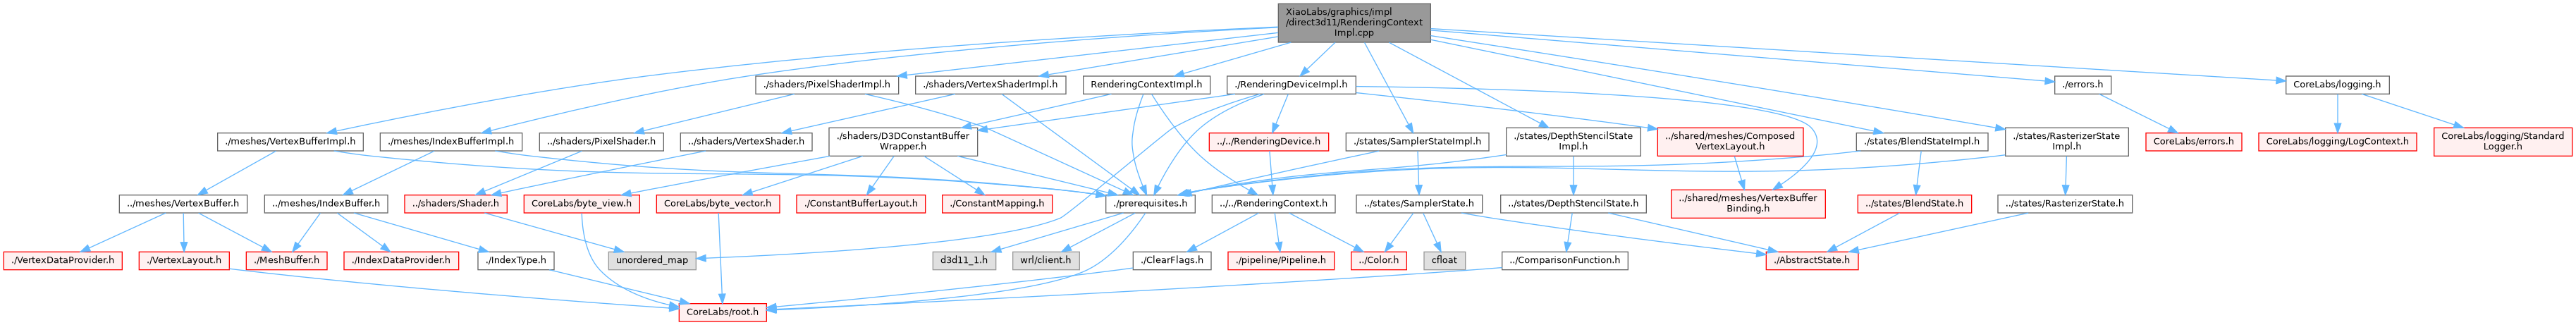 XiaoLabs/graphics/impl
/direct3d11/RenderingContext
Impl.cpp
./shaders/PixelShaderImpl.h
./shaders/VertexShaderImpl.h
RenderingContextImpl.h
./RenderingDeviceImpl.h
./errors.h
CoreLabs/logging.h
./meshes/VertexBufferImpl.h
./meshes/IndexBufferImpl.h
../shaders/PixelShader.h
../shaders/VertexShader.h
./shaders/D3DConstantBuffer
Wrapper.h
../../RenderingDevice.h
./states/SamplerStateImpl.h
./states/DepthStencilState
Impl.h
../shared/meshes/Composed
VertexLayout.h
./states/BlendStateImpl.h
./states/RasterizerState
Impl.h
CoreLabs/errors.h
CoreLabs/logging/LogContext.h
CoreLabs/logging/Standard
Logger.h
../meshes/VertexBuffer.h
../meshes/IndexBuffer.h
../shaders/Shader.h
CoreLabs/byte_view.h
CoreLabs/byte_vector.h
./ConstantBufferLayout.h
./ConstantMapping.h
./prerequisites.h
../../RenderingContext.h
../states/SamplerState.h
../states/DepthStencilState.h
../shared/meshes/VertexBuffer
Binding.h
../states/BlendState.h
../states/RasterizerState.h
./VertexDataProvider.h
./VertexLayout.h
./MeshBuffer.h
./IndexDataProvider.h
./IndexType.h
unordered_map
d3d11_1.h
wrl/client.h
./ClearFlags.h
./pipeline/Pipeline.h
../Color.h
cfloat
../ComparisonFunction.h
./AbstractState.h
CoreLabs/root.h